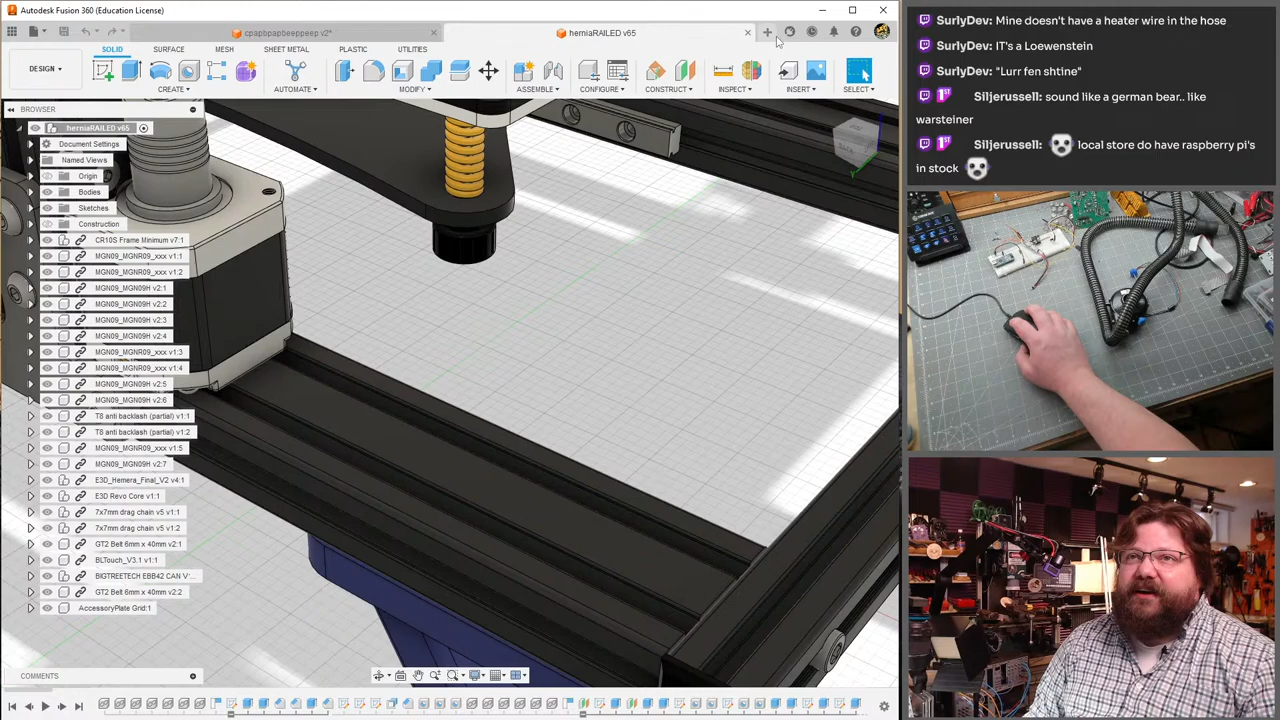 Autodesk Fusion 360 (Education License)
cpapbpapbeeppeep v2*
herniaRAILED v65
SOLID
SURFACE
MESH
SHEET METAL
PLASTIC
UTILITIES
DESIGN
CREATE
AUTOMATE
MODIFY
ASSEMBLE
CONFIGURE
CONSTRUCT
INSPECT
INSERT
SELECT
BROWSER
herniaRAILED v65
Document Settings
Named Views
Origin
Bodies
Sketches
Construction
CR10S Frame Minimum v7:1
MGN09_MGNR09_xxx v1:1
MGN09_MGNR09_xxx v1:2
MGN09_MGN09H v2:1
MGN09_MGN09H v2:2
MGN09_MGN09H v2:3
MGN09_MGN09H v2:4
MGN09_MGNR09_xxx v1:3
MGN09_MGNR09_xxx v1:4
MGN09_MGN09H v2:5
MGN09_MGN09H v2:6
T8 anti backlash (partial) v1:1
T8 anti backlash (partial) v1:2
MGN09_MGNR09_xxx v1:5
MGN09_MGN09H v2:7
E3D_Hemera_Final_V2 v4:1
E3D Revo Core v1:1
7x7mm drag chain v5 v1:1
7x7mm drag chain v5 v1:2
GT2 Belt 6mm x 40mm v2:1
BLTouch_V3.1 v1:1
BIGTREETECH EBB42 CAN V'...
GT2 Belt 6mm x 40mm v2:2
AccessoryPlate Grid:1
COMMENTS
SurlyDev: Mine doesn't have a heater wire in the hose
SurlyDev: IT's a Loewenstein
SurlyDev: "Lurr fen shtine"
1ST Siljerussell: sound like a german bear.. like
warsteiner
1ST Siljerussell: local store do have raspberry pi's
in stock